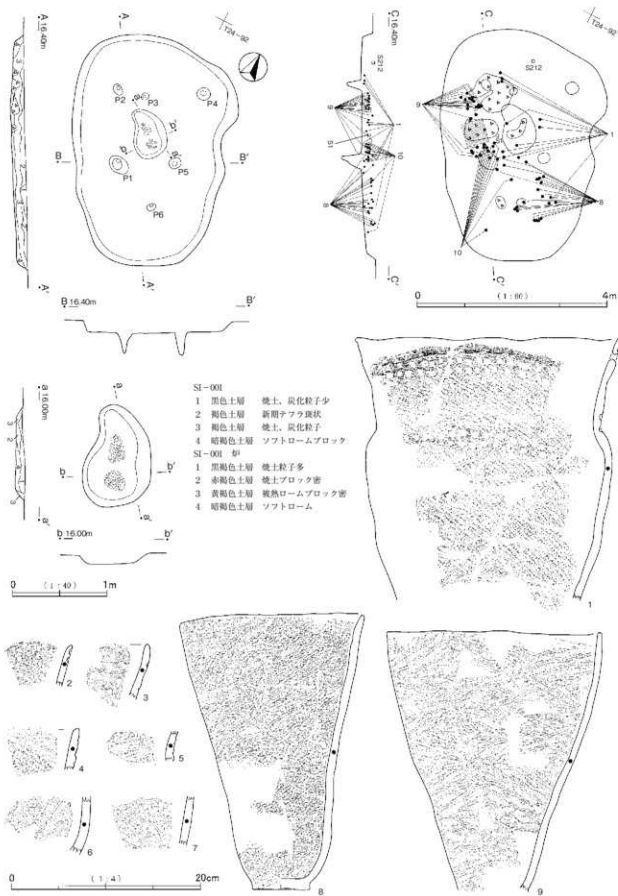 A 16.40m
A
T24-92
P2
P3
P4
B
B'
P1
P5
P6
A'
A'
B 16.40m
B'
C 16.40m
C
T24-92
S212
S212
3
9
1
S1
10
8
9
1
8
10
C'
C'
0 (1:80) 4m
a 16.00m
a
b
b'
a'
a'
b 16.00m
b'
0 (1:40) 1m
SI-001
1 黒色土層 焼土、炭化粒子少
2 褐色土層 新期テフラ斑状
3 褐色土層 焼土、炭化粒子
4 暗褐色土層 ソフトロームブロック
SI-001 炉
1 黒褐色土層 焼土粒子多
2 赤褐色土層 焼土ブロック密
3 黄褐色土層 被熱ロームブロック密
4 暗褐色土層 ソフトローム
1
2
3
4
5
6
7
0 (1:4) 20cm
8
9